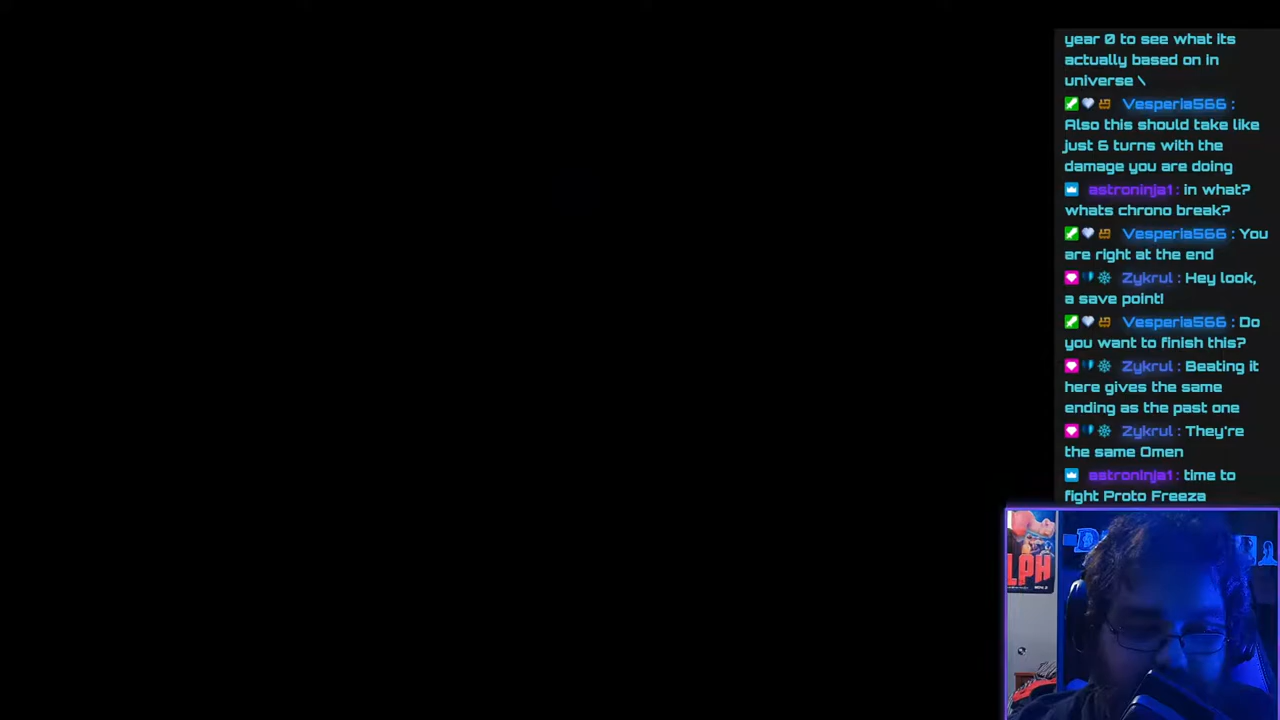 year 0 to see what its
actually based on in
universe \
Vesperia566 :
Also this should take like
just 6 turns with the
damage you are doing
astroninja1 : in what?
whats chrono break?
Vesperia566 : You
are right at the end
Zykrul : Hey look,
a save point!
Vesperia566 : Do
you want to finish this?
Zykrul : Beating it
here gives the same
ending as the past one
Zykrul : They're
the same Omen
astroninja1 : time to
fight Proto Freeza
LPH